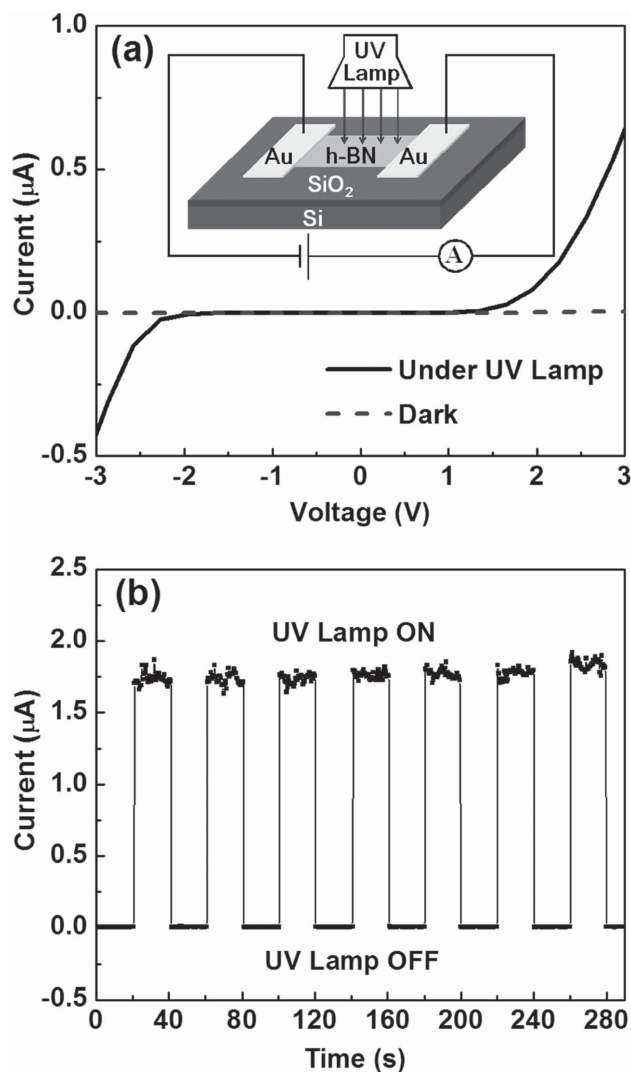 (a)
1.0
0.5
0.0
-0.5
Current (μA)
UV
Lamp
Au
h-BN
Au
SiO2
Si
A
Under UV Lamp
Dark
-3
-2
-1
0
1
2
3
Voltage (V)
(b)
2.5
2.0
1.5
1.0
0.5
0.0
-0.5
Current (μA)
UV Lamp ON
UV Lamp OFF
0
40
80
120
160
200
240
280
Time (s)